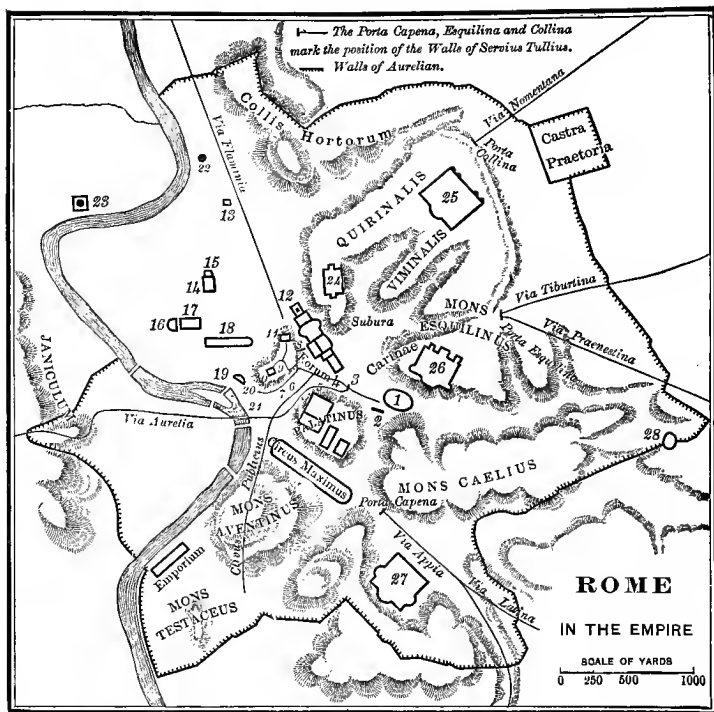 The Porta Capena, Esquilina and Collina
mark the position of the Walls of Servius Tullius.
Walls of Aurelian.
Collis Hortorum
Via Flaminia
Via Nomentana
Porta Collina
Castra
Praetoria
22
23
13
QUIRINALIS
25
VIMINALIS
15
14
24
12
16
17
18
Subura
MONS
ESQUILINUS
Via Tiburtina
Via Praenestina
Porta Esq
11
Carinae
26
JANICULUM
Forum
19
20
21
6
3
1
2
Via Aurelia
PALATINUS
28
Circus Maximus
MONS CAELIUS
Clivus Publicius
Porta Capena
MONS
AVENTINUS
Via Appia
Emporium
27
Via Latina
MONS
TESTACEUS
ROME
IN THE EMPIRE
SCALE OF YARDS
0 250 500 1000